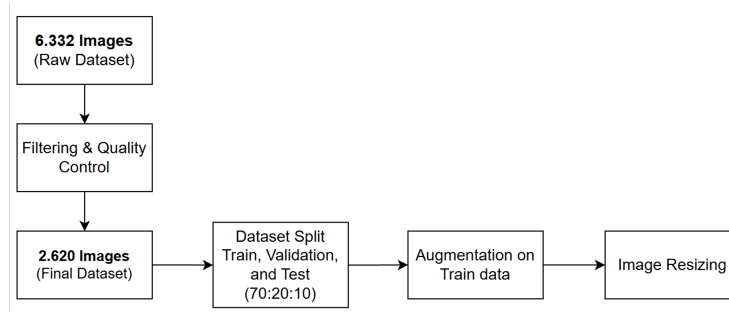 6.332 Images
(Raw Dataset)
Filtering & Quality
Control
2.620 Images
(Final Dataset)
Dataset Split
Train, Validation,
and Test
(70:20:10)
Augmentation on
Train data
Image Resizing